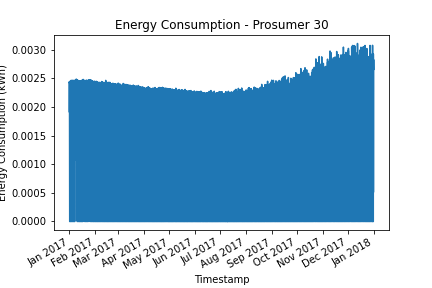 Energy Consumption - Prosumer 30
Energy Consumption (kWh)
0.0030
0.0025
0.0020
0.0015
0.0010
0.0005
0.0000
Jan 2017
Feb 2017
Mar 2017
Apr 2017
May 2017
Jun 2017
Jul 2017
Aug 2017
Sep 2017
Oct 2017
Nov 2017
Dec 2017
Jan 2018
Timestamp